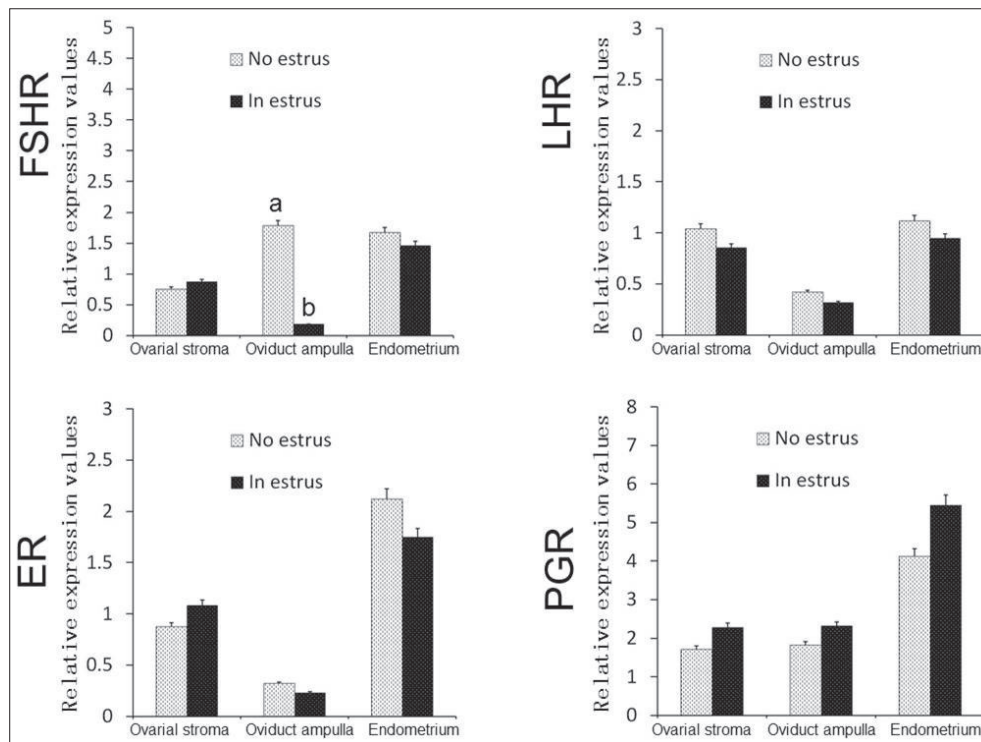 FSHR
Relative expression values
5
4.5
4
3.5
3
2.5
2
1.5
1
0.5
0
No estrus
In estrus
a
b
Ovarial stroma Oviduct ampulla Endometrium
LHR
Relative expression values
3
2.5
2
1.5
1
0.5
0
No estrus
In estrus
Ovarial stroma Oviduct ampulla Endometrium
ER
Relative expression values
3
2.5
2
1.5
1
0.5
0
No estrus
In estrus
Ovarial stroma Oviduct ampulla Endometrium
PGR
Relative expression values
8
7
6
5
4
3
2
1
0
No estrus
In estrus
Ovarial stroma Oviduct ampulla Endometrium